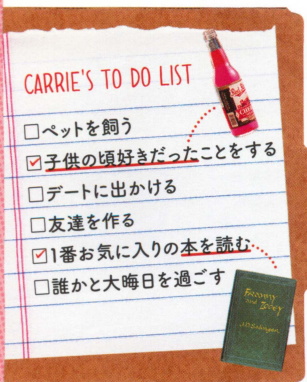 CARRIE'S TO DO LIST
□ペットを飼う
☑子供の頃好きだったことをする
□デートに出かける
□友達を作る
☑1番お気に入りの本を読む
□誰かと大晦日を過ごす
Franny
and Zooey
J.D. Salinger